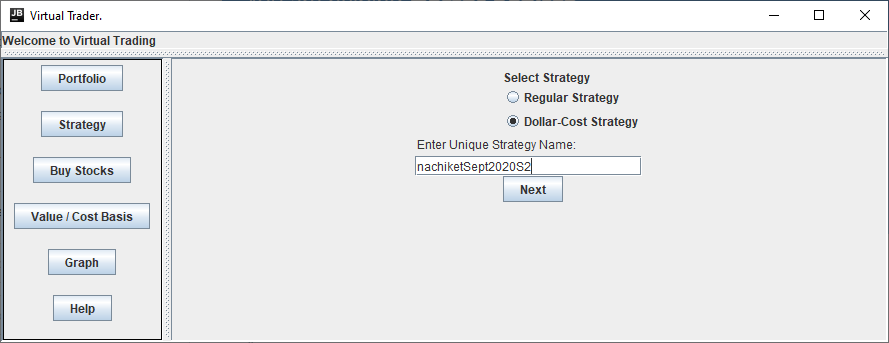 JB Virtual Trader.
Welcome to Virtual Trading
Portfolio
Strategy
Buy Stocks
Value / Cost Basis
Graph
Help
Select Strategy
Regular Strategy
Dollar-Cost Strategy
Enter Unique Strategy Name:
nachiketSept2020S2
Next